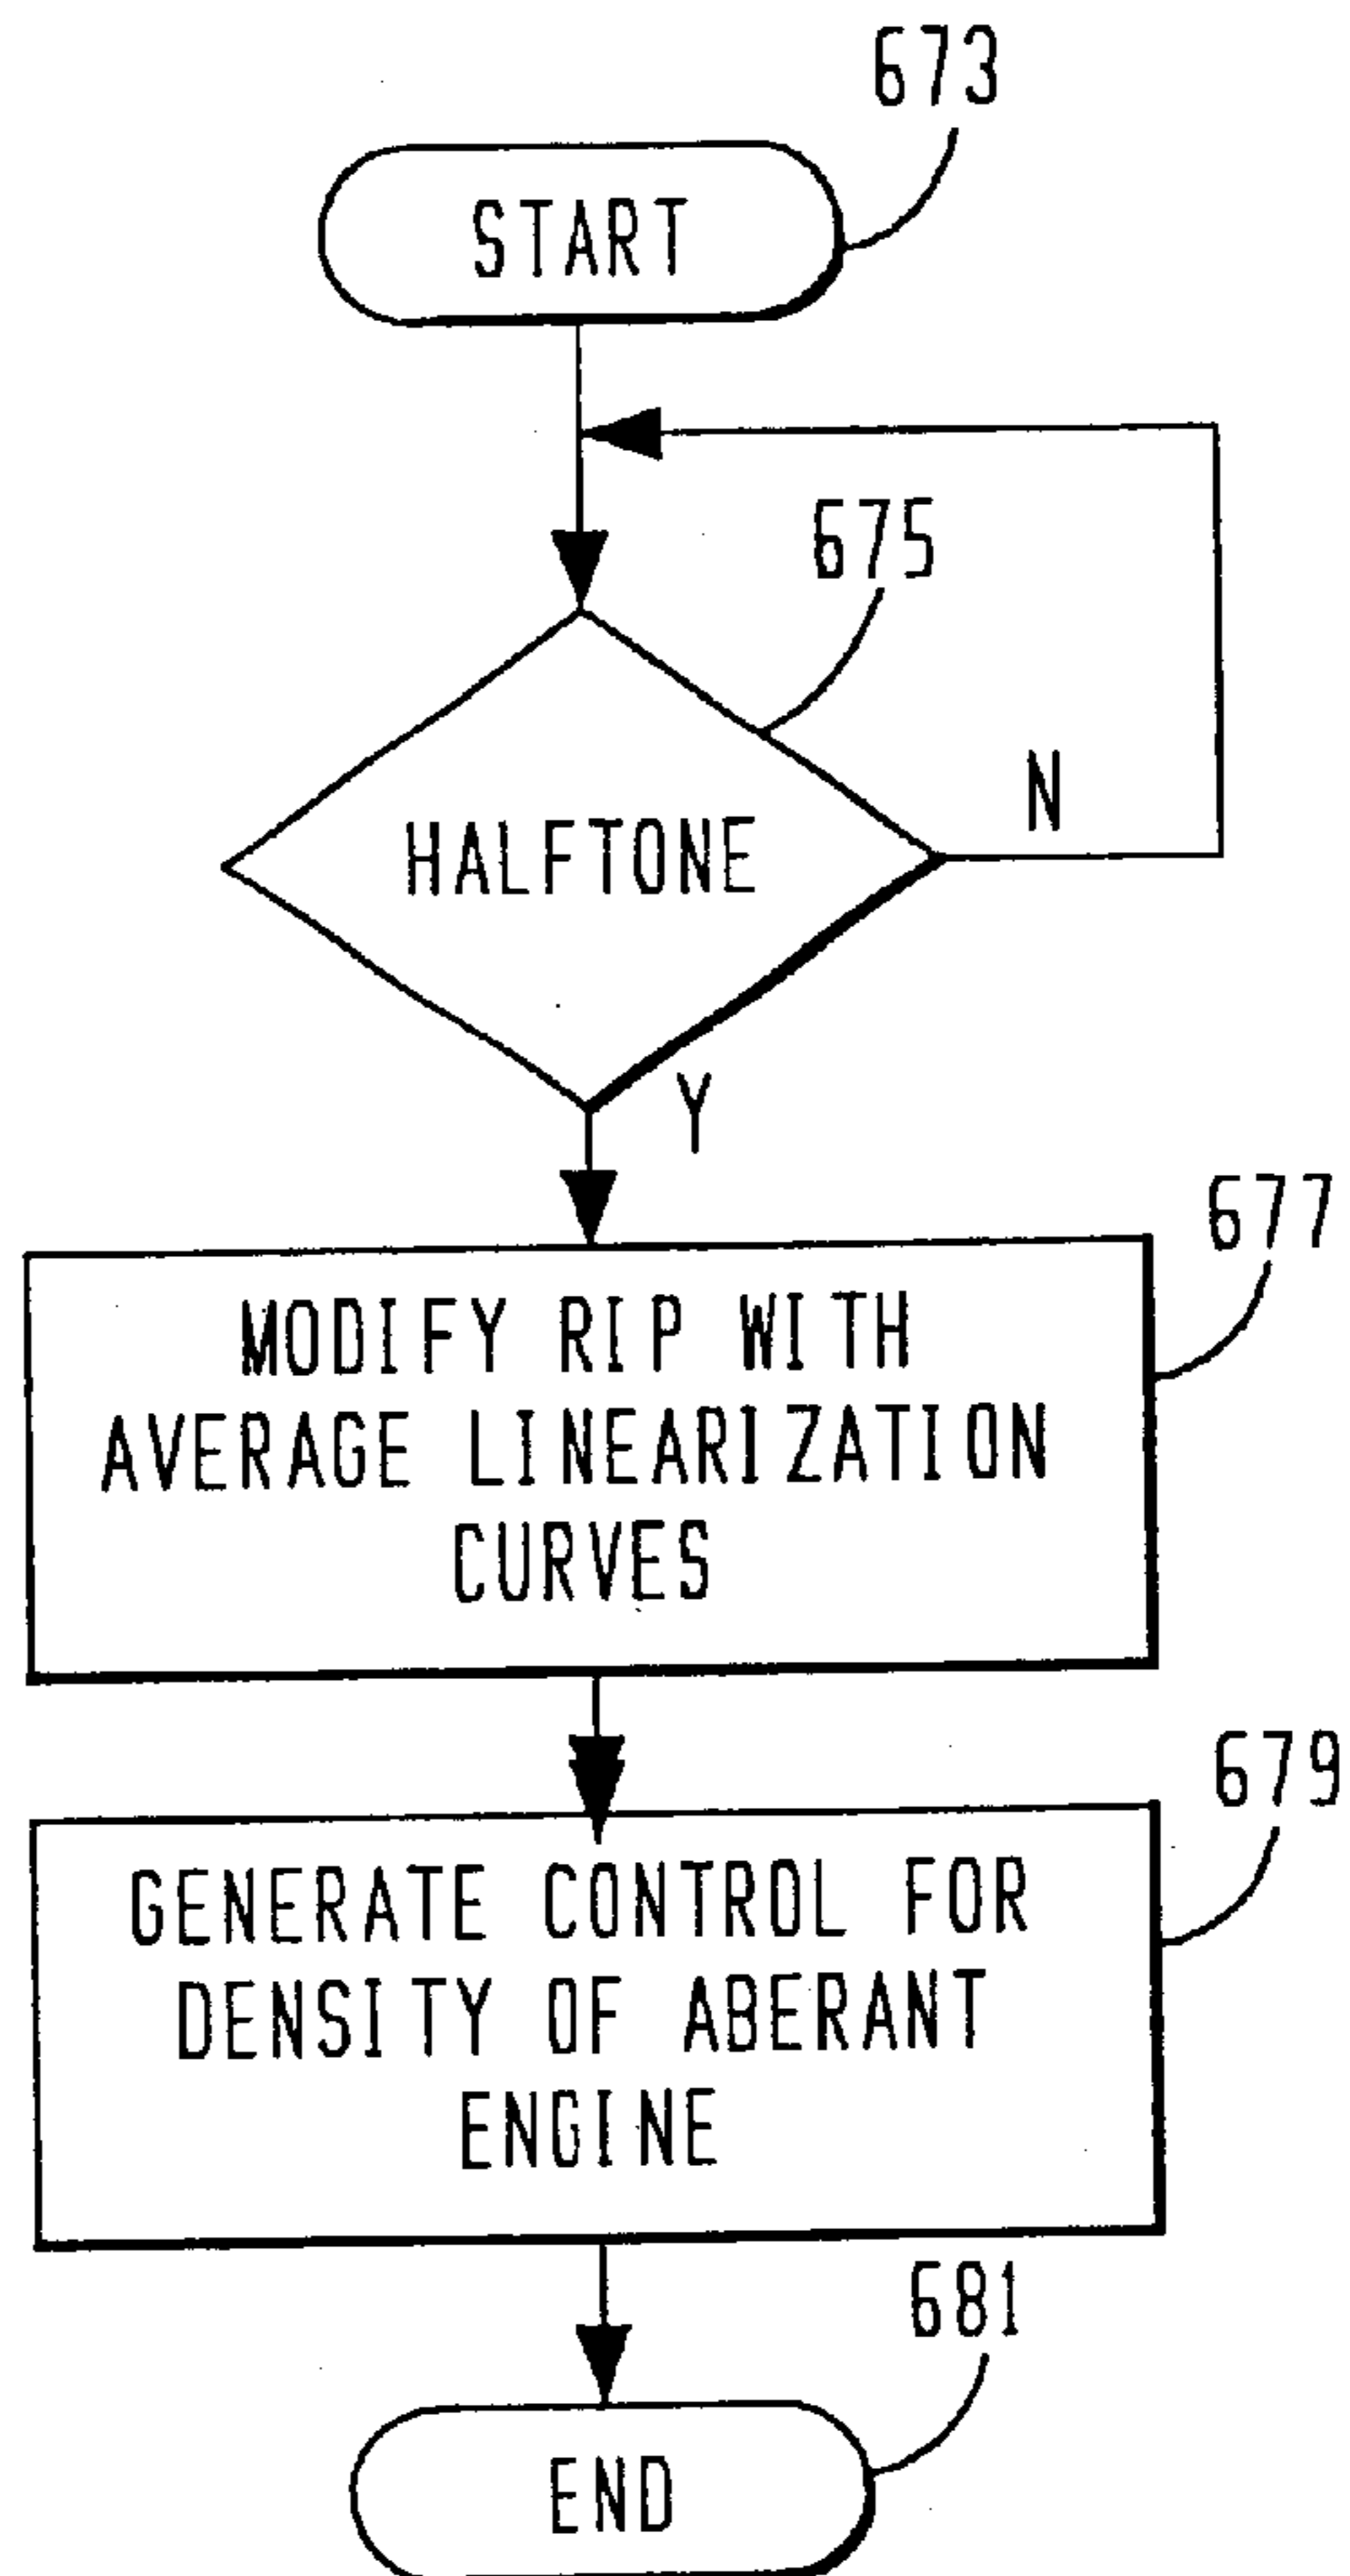 673
START
675
HALFTONE
N
Y
677
MODIFY RIP WITH
AVERAGE LINEARIZATION
CURVES
679
GENERATE CONTROL FOR
DENSITY OF ABERANT
ENGINE
681
END